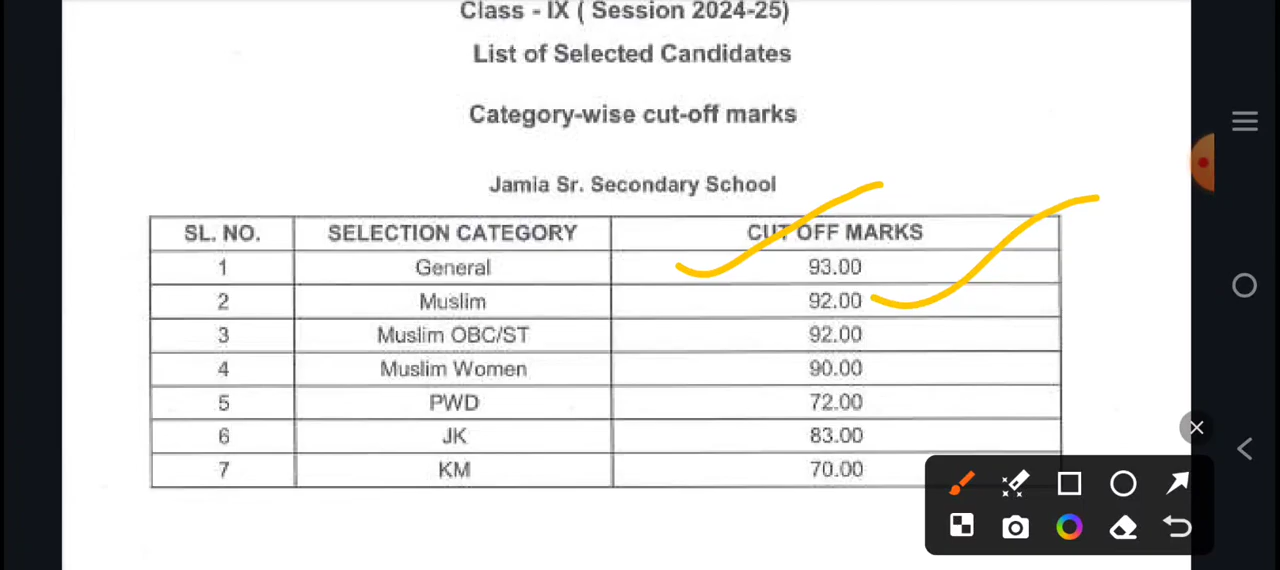 Class - IX ( Session 2024-25)
List of Selected Candidates
Category-wise cut-off marks
Jamia Sr. Secondary School
SL. NO. SELECTION CATEGORY CUT OFF MARKS
1 General 93.00
2 Muslim 92.00
3 Muslim OBC/ST 92.00
4 Muslim Women 90.00
5 PWD 72.00
6 JK 83.00
7 KM 70.00